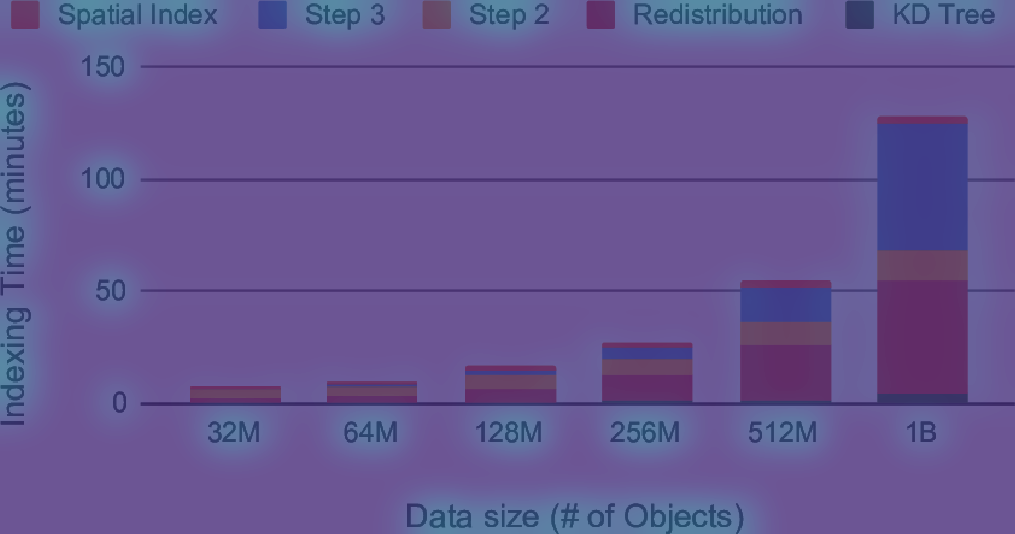 Spatial Index Step 3 Step 2 Redistribution KD Tree
Indexing Time (minutes)
150
100
50
0
32M 64M 128M 256M 512M 1B
Data size (# of Objects)